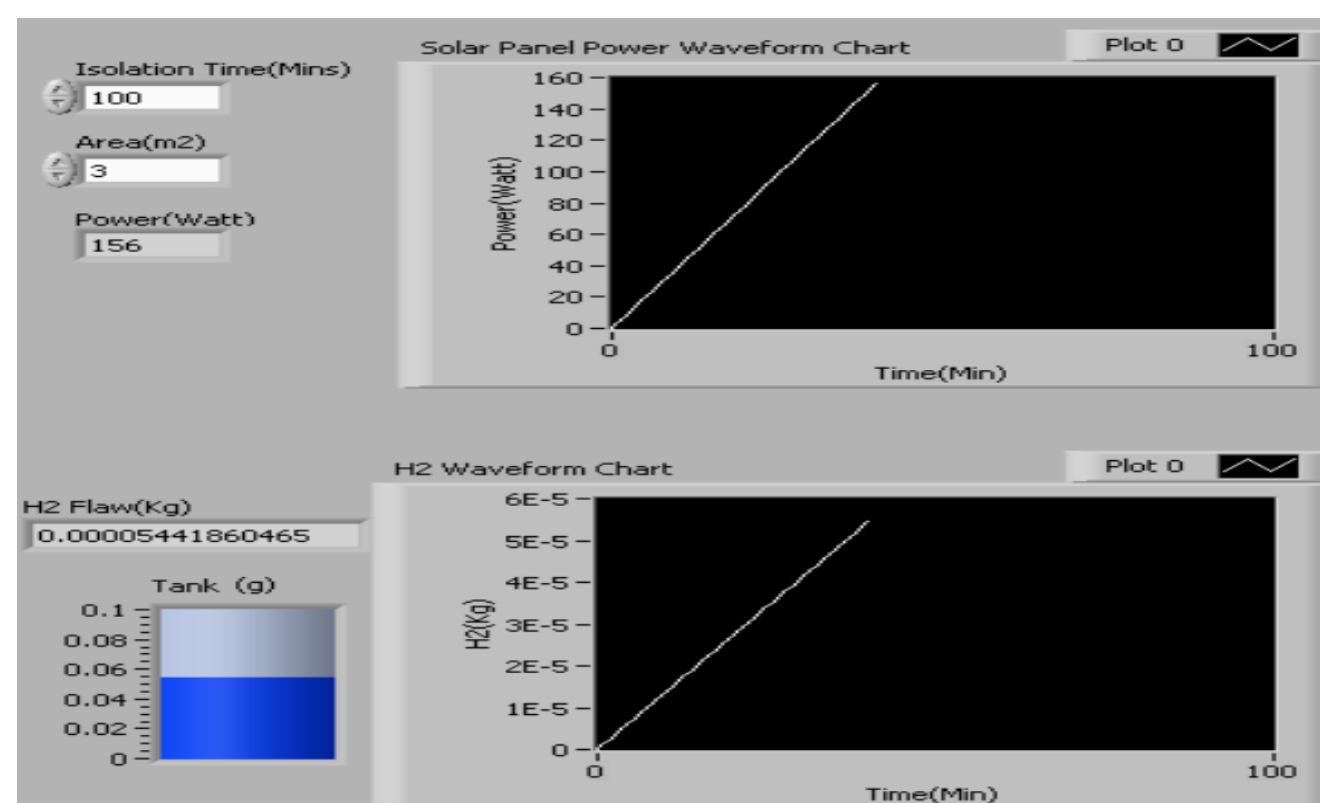 Isolation Time(Mins)
100
Area(m2)
3
Power(Watt)
156
Solar Panel Power Waveform Chart
Plot 0
160
140
120
100
80
60
40
20
0
Power(Watt)
0
100
Time(Min)
H2 Flaw(Kg)
0.00005441860465
Tank (g)
0.1
0.08
0.06
0.04
0.02
0
H2 Waveform Chart
Plot 0
6E-5
5E-5
4E-5
3E-5
2E-5
1E-5
0
H2(Kg)
0
100
Time(Min)